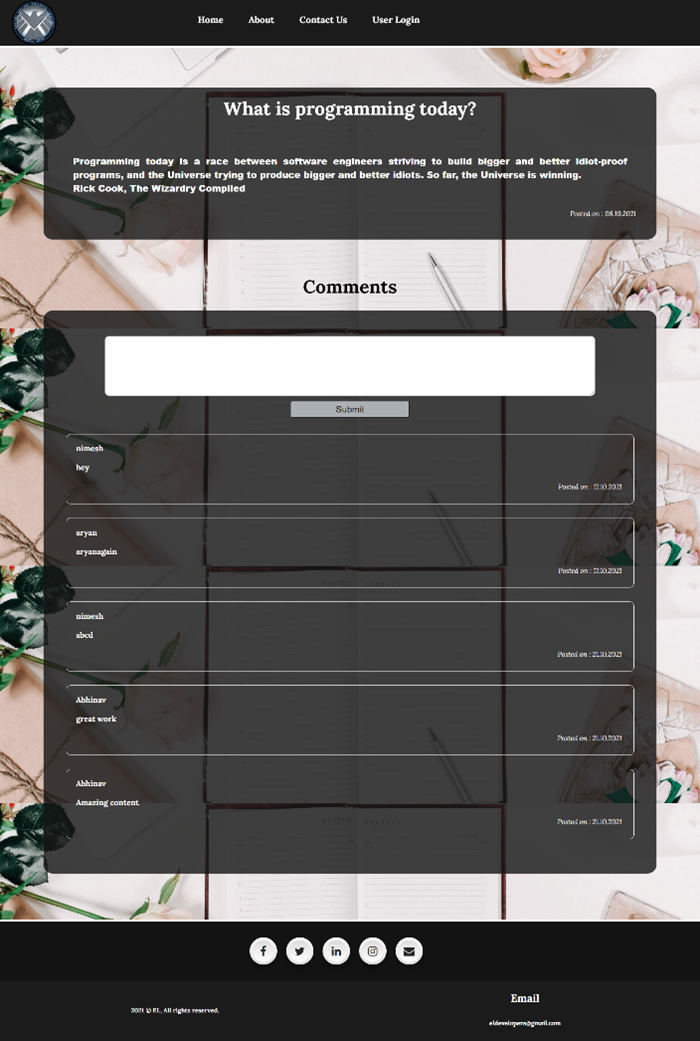 Home About Contact Us User Login
What is programming today?
Programming today is a race between software engineers striving to build bigger and better idiot-proof
programs, and the Universe trying to produce bigger and better idiots. So far, the Universe is winning.
Rick Cook, The Wizardry Compiled
Posted on : 06.10.2021
Comments
Submit
nimesh
hey
Posted on : 17.10.2021
aryan
aryanagain
Posted on : 17.10.2021
nimesh
abcd
Posted on : 21.10.2021
Abhinav
great work
Posted on : 21.10.2021
Abhinav
Amazing content
Posted on : 21.10.2021
2021 © EL, All rights reserved.
Email
eldevelopers@gmail.com